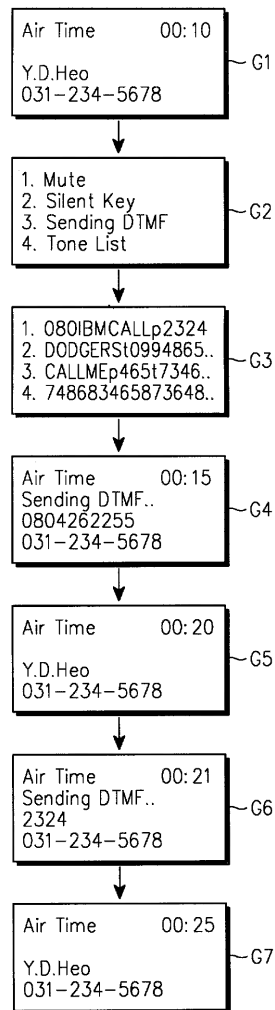 Air Time 00:10
Y.D.Heo
031-234-5678
G1
1. Mute
2. Silent Key
3. Sending DTMF
4. Tone List
G2
1. 080IBMCALLp2324
2. DODGERSt0994865..
3. CALLMEp465t7346..
4. 748683465873648..
G3
Air Time 00:15
Sending DTMF..
0804262255
031-234-5678
G4
Air Time 00:20
Y.D.Heo
031-234-5678
G5
Air Time 00:21
Sending DTMF..
2324
031-234-5678
G6
Air Time 00:25
Y.D.Heo
031-234-5678
G7